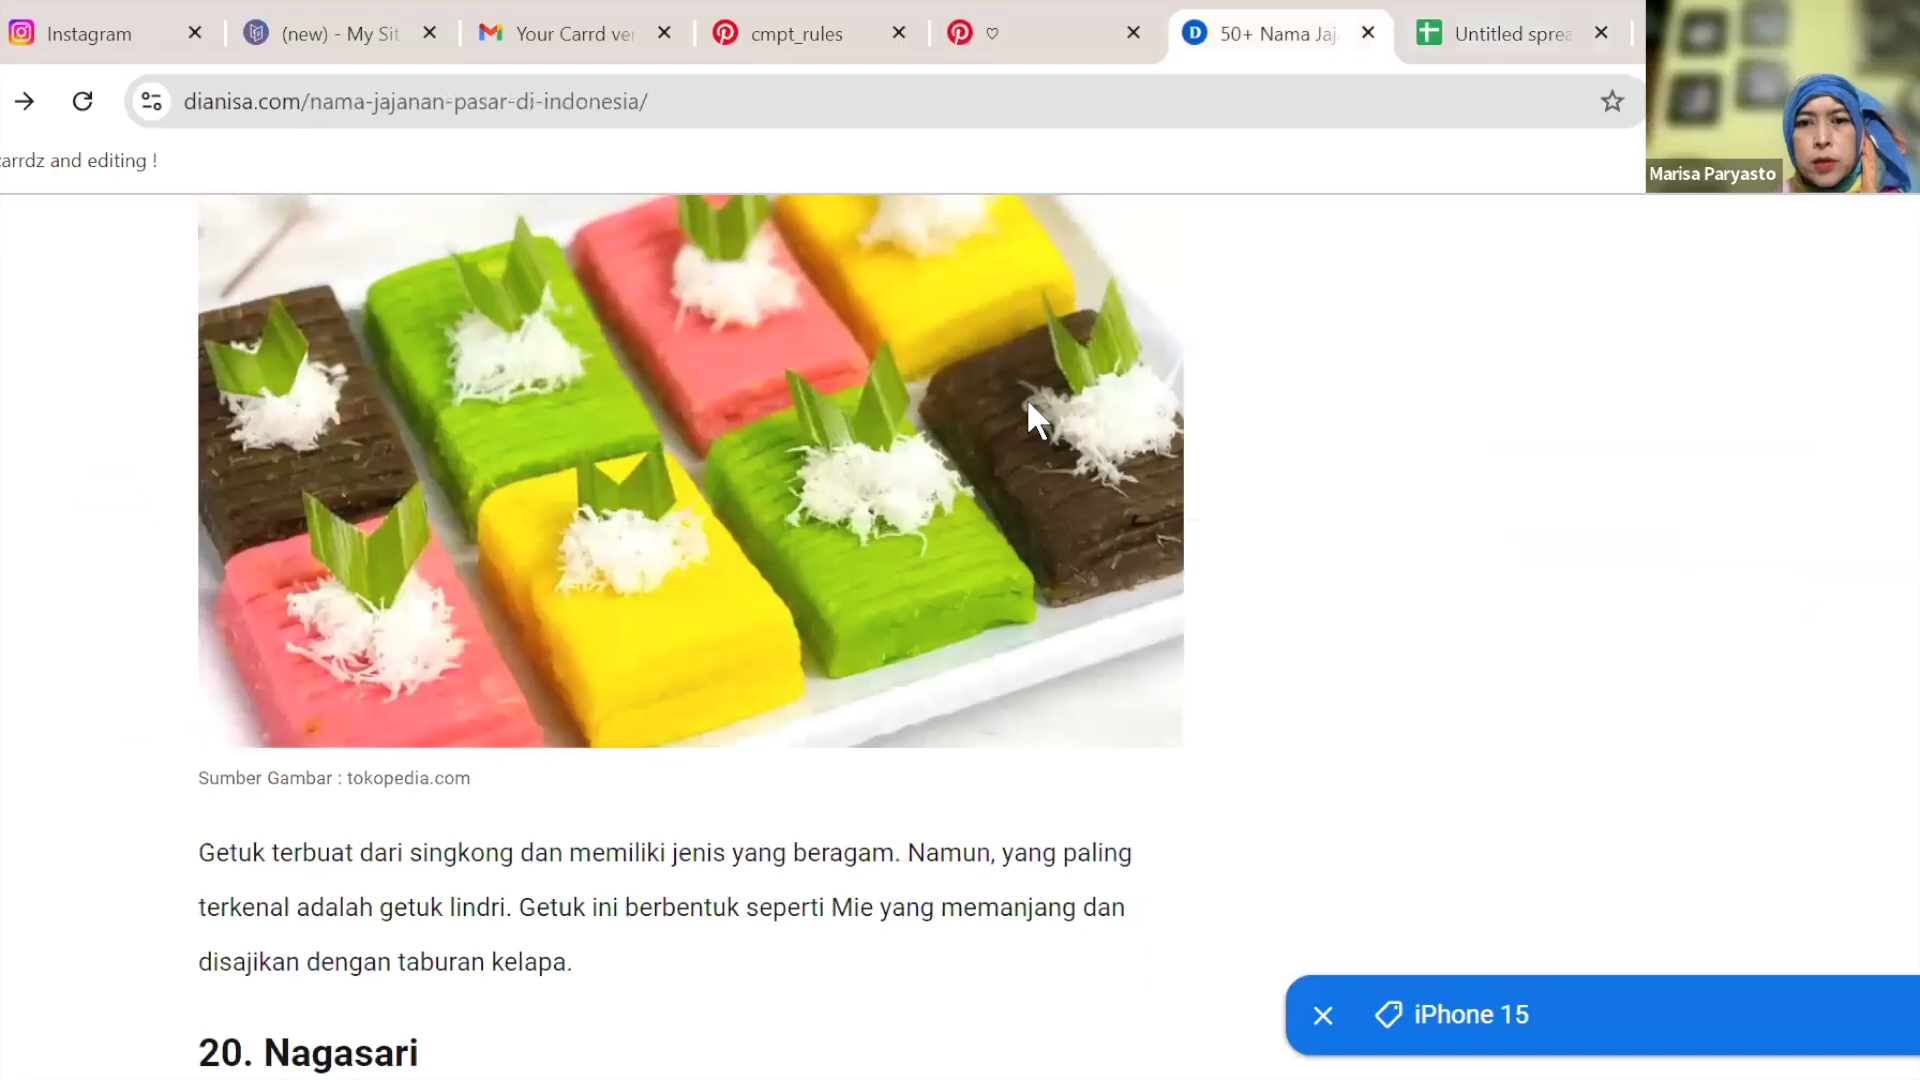 Instagram
(new) - My Sit
Your Carrd ve
cmpt_rules
♡
50+ Nama Jaj
Untitled sprea
dianisa.com/nama-jajanan-pasar-di-indonesia/
carrdz and editing !
Marisa Paryasto
Sumber Gambar : tokopedia.com
Getuk terbuat dari singkong dan memiliki jenis yang beragam. Namun, yang paling
terkenal adalah getuk lindri. Getuk ini berbentuk seperti Mie yang memanjang dan
disajikan dengan taburan kelapa.
iPhone 15
20. Nagasari